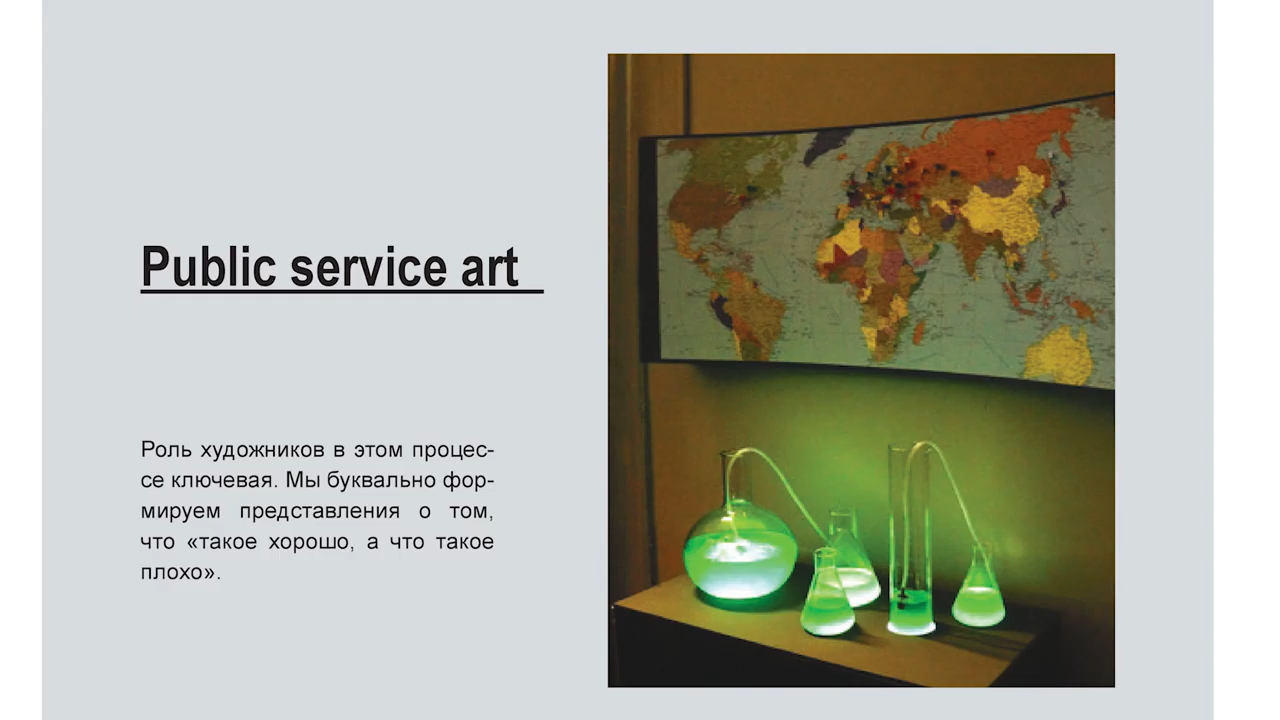 Public service art
Роль художников в этом процес-
се ключевая. Мы буквально фор-
мируем представления о том,
что «такое хорошо, а что такое
плохо».